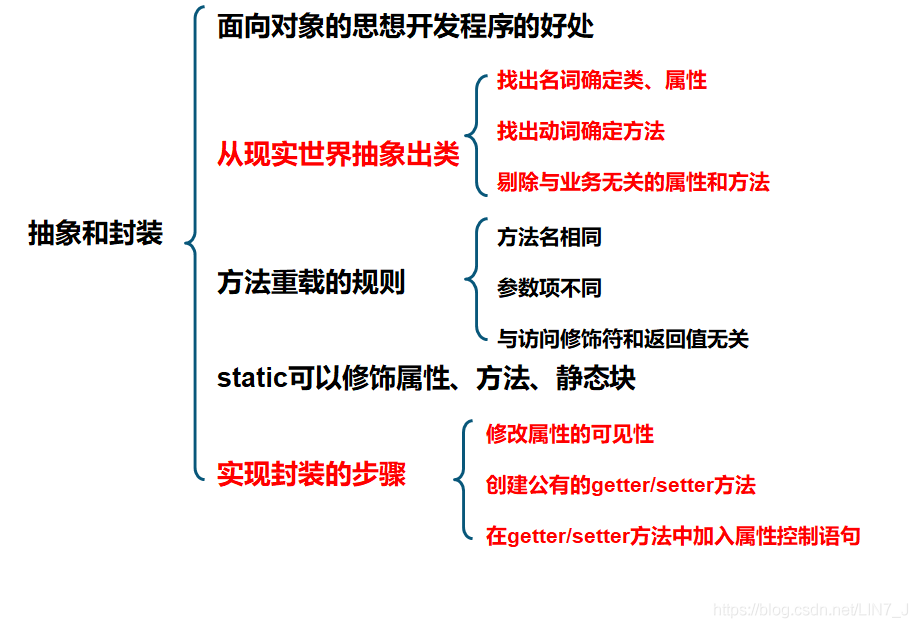 面向对象的思想开发程序的好处
找出名词确定类、属性
找出动词确定方法
从现实世界抽象出类
剔除与业务无关的属性和方法
抽象和封装
方法名相同
方法重载的规则
参数项不同
与访问修饰符和返回值无关
static可以修饰属性、方法、静态块
修改属性的可见性
实现封装的步骤
创建公有的getter/setter方法
在getter/setter方法中加入属性控制语句
https://blog.csdn.net/LIN7_J